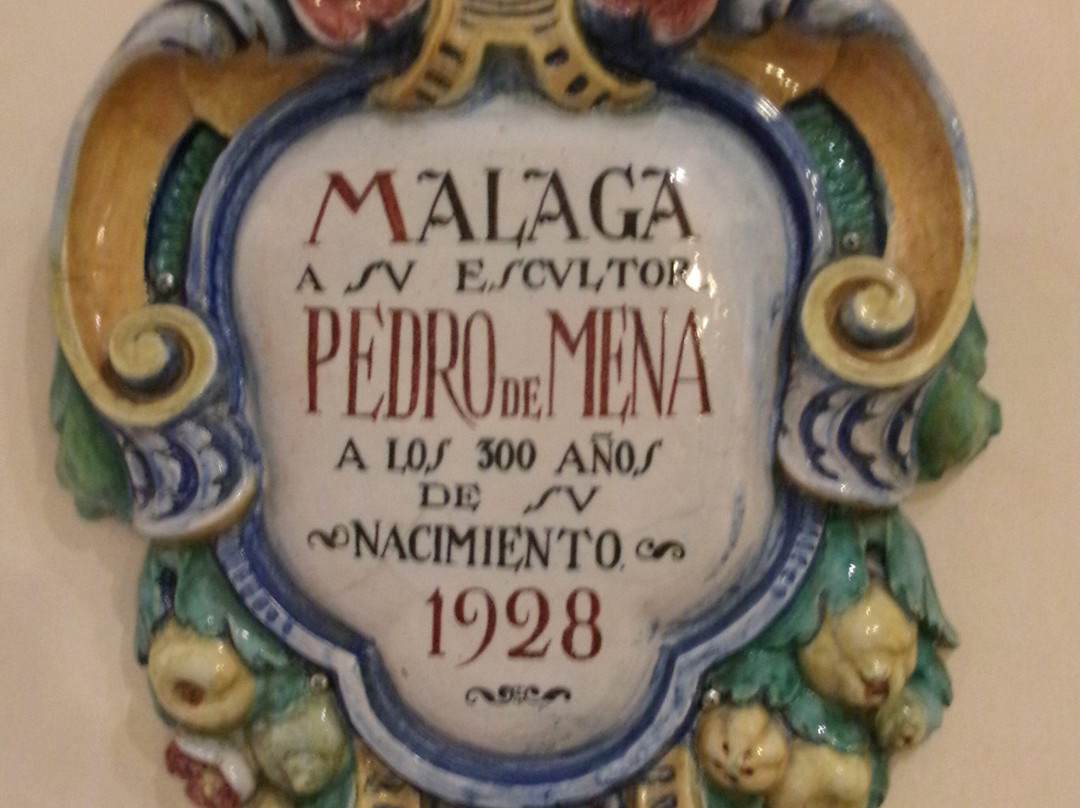 MALAGA
A SV ESCVLTOR
PEDRO DE MENA
A LOS 300 AÑOS
DE SV
NACIMIENTO.
1928